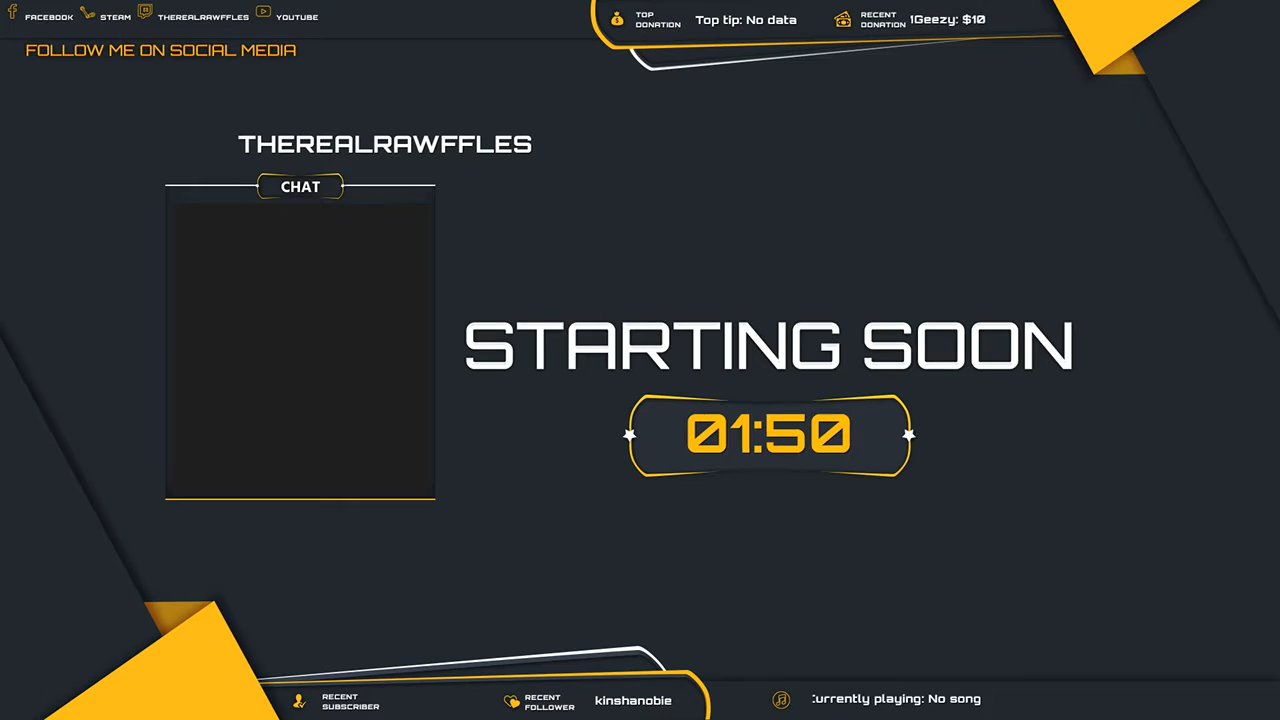 FACEBOOK STEAM THEREALRAWFFLES YOUTUBE
FOLLOW ME ON SOCIAL MEDIA
TOP DONATION
Top tip: No data
RECENT DONATION
1Geezy: $10
THEREALRAWFFLES
CHAT
STARTING SOON
01:50
RECENT SUBSCRIBER
RECENT FOLLOWER
kinshanobie
urrently playing: No song